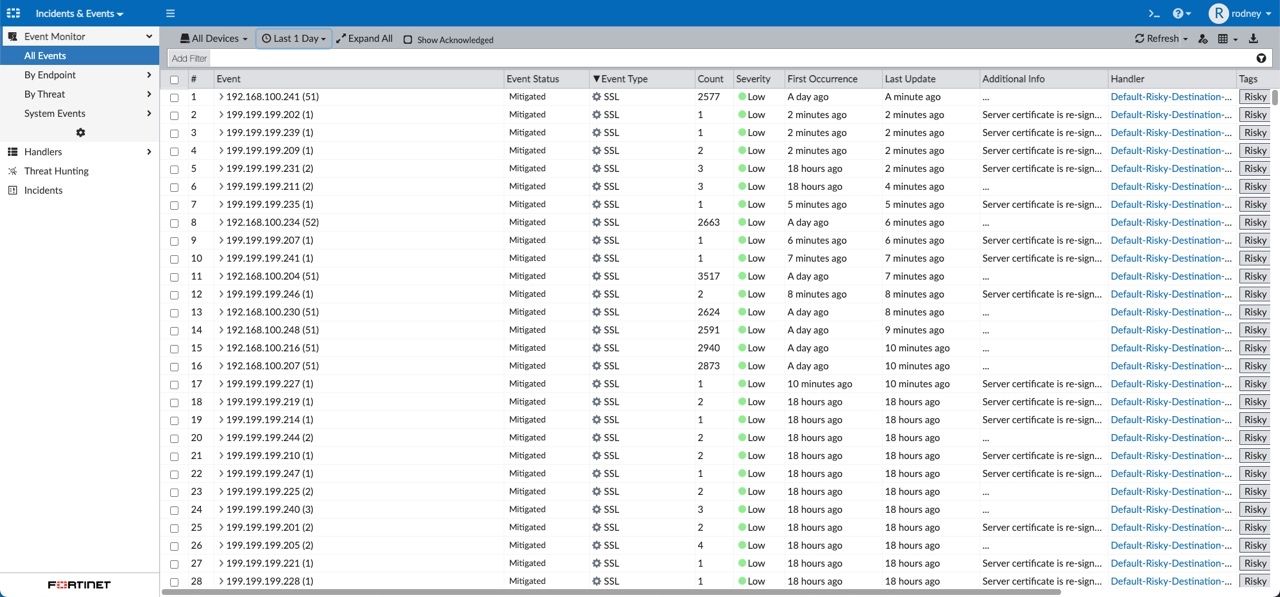 Incidents & Events
R rodney
Event Monitor
All Events
By Endpoint
By Threat
System Events
Handlers
Threat Hunting
Incidents
FORTINET
All Devices Last 1 Day Expand All Show Acknowledged Refresh
Add Filter
# Event Event Status Event Type Count Severity First Occurrence Last Update Additional Info Handler Tags
1 192.168.100.241 (51) Mitigated SSL 2577 Low A day ago A minute ago ... Default-Risky-Destination-... Risky
2 199.199.199.202 (1) Mitigated SSL 1 Low 2 minutes ago 2 minutes ago Server certificate is re-sign... Default-Risky-Destination-... Risky
3 199.199.199.239 (1) Mitigated SSL 1 Low 2 minutes ago 2 minutes ago Server certificate is re-sign... Default-Risky-Destination-... Risky
4 199.199.199.209 (1) Mitigated SSL 2 Low 2 minutes ago 2 minutes ago Server certificate is re-sign... Default-Risky-Destination-... Risky
5 199.199.199.231 (2) Mitigated SSL 3 Low 18 hours ago 2 minutes ago Server certificate is re-sign... Default-Risky-Destination-... Risky
6 199.199.199.211 (2) Mitigated SSL 3 Low 18 hours ago 4 minutes ago ... Default-Risky-Destination-... Risky
7 199.199.199.235 (1) Mitigated SSL 1 Low 5 minutes ago 5 minutes ago Server certificate is re-sign... Default-Risky-Destination-... Risky
8 192.168.100.234 (52) Mitigated SSL 2663 Low A day ago 6 minutes ago ... Default-Risky-Destination-... Risky
9 199.199.199.207 (1) Mitigated SSL 1 Low 6 minutes ago 6 minutes ago Server certificate is re-sign... Default-Risky-Destination-... Risky
10 199.199.199.241 (1) Mitigated SSL 1 Low 7 minutes ago 7 minutes ago Server certificate is re-sign... Default-Risky-Destination-... Risky
11 192.168.100.204 (51) Mitigated SSL 3517 Low A day ago 7 minutes ago ... Default-Risky-Destination-... Risky
12 199.199.199.246 (1) Mitigated SSL 2 Low 8 minutes ago 8 minutes ago Server certificate is re-sign... Default-Risky-Destination-... Risky
13 192.168.100.230 (51) Mitigated SSL 2624 Low A day ago 8 minutes ago ... Default-Risky-Destination-... Risky
14 192.168.100.248 (51) Mitigated SSL 2591 Low A day ago 9 minutes ago ... Default-Risky-Destination-... Risky
15 192.168.100.216 (51) Mitigated SSL 2940 Low A day ago 10 minutes ago ... Default-Risky-Destination-... Risky
16 192.168.100.207 (51) Mitigated SSL 2873 Low A day ago 10 minutes ago ... Default-Risky-Destination-... Risky
17 199.199.199.227 (1) Mitigated SSL 1 Low 10 minutes ago 10 minutes ago Server certificate is re-sign... Default-Risky-Destination-... Risky
18 199.199.199.219 (1) Mitigated SSL 2 Low 18 hours ago 18 hours ago Server certificate is re-sign... Default-Risky-Destination-... Risky
19 199.199.199.214 (1) Mitigated SSL 1 Low 18 hours ago 18 hours ago Server certificate is re-sign... Default-Risky-Destination-... Risky
20 199.199.199.244 (2) Mitigated SSL 2 Low 18 hours ago 18 hours ago ... Default-Risky-Destination-... Risky
21 199.199.199.210 (1) Mitigated SSL 2 Low 18 hours ago 18 hours ago Server certificate is re-sign... Default-Risky-Destination-... Risky
22 199.199.199.247 (1) Mitigated SSL 1 Low 18 hours ago 18 hours ago Server certificate is re-sign... Default-Risky-Destination-... Risky
23 199.199.199.225 (2) Mitigated SSL 2 Low 18 hours ago 18 hours ago ... Default-Risky-Destination-... Risky
24 199.199.199.240 (3) Mitigated SSL 3 Low 18 hours ago 18 hours ago ... Default-Risky-Destination-... Risky
25 199.199.199.201 (2) Mitigated SSL 2 Low 18 hours ago 18 hours ago Server certificate is re-sign... Default-Risky-Destination-... Risky
26 199.199.199.205 (2) Mitigated SSL 4 Low 18 hours ago 18 hours ago ... Default-Risky-Destination-... Risky
27 199.199.199.221 (1) Mitigated SSL 1 Low 18 hours ago 18 hours ago Server certificate is re-sign... Default-Risky-Destination-... Risky
28 199.199.199.228 (1) Mitigated SSL 1 Low 18 hours ago 18 hours ago Server certificate is re-sign... Default-Risky-Destination-... Risky